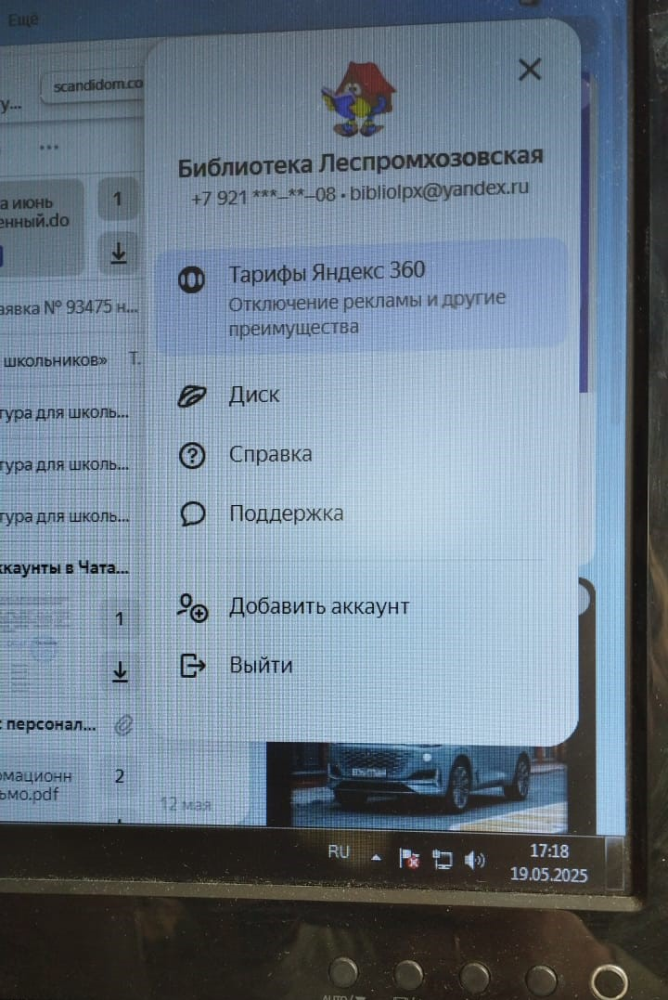 Ещё
scandidom.co
у...
...
а июнь
енный.do
1
аявка № 93475 н...
школьников» Т.
тура для школь...
тура для школь...
тура для школь...
ккаунты в Чата...
1
с персонал...
2
мационн
ьмо.pdf
12 мая
Библиотека Леспромхозовская
+7 921 ***–**–08 • bibliolpx@yandex.ru
Тарифы Яндекс 360
Отключение рекламы и другие
преимущества
Диск
Справка
Поддержка
Добавить аккаунт
Выйти
RU
17:18
19.05.2025